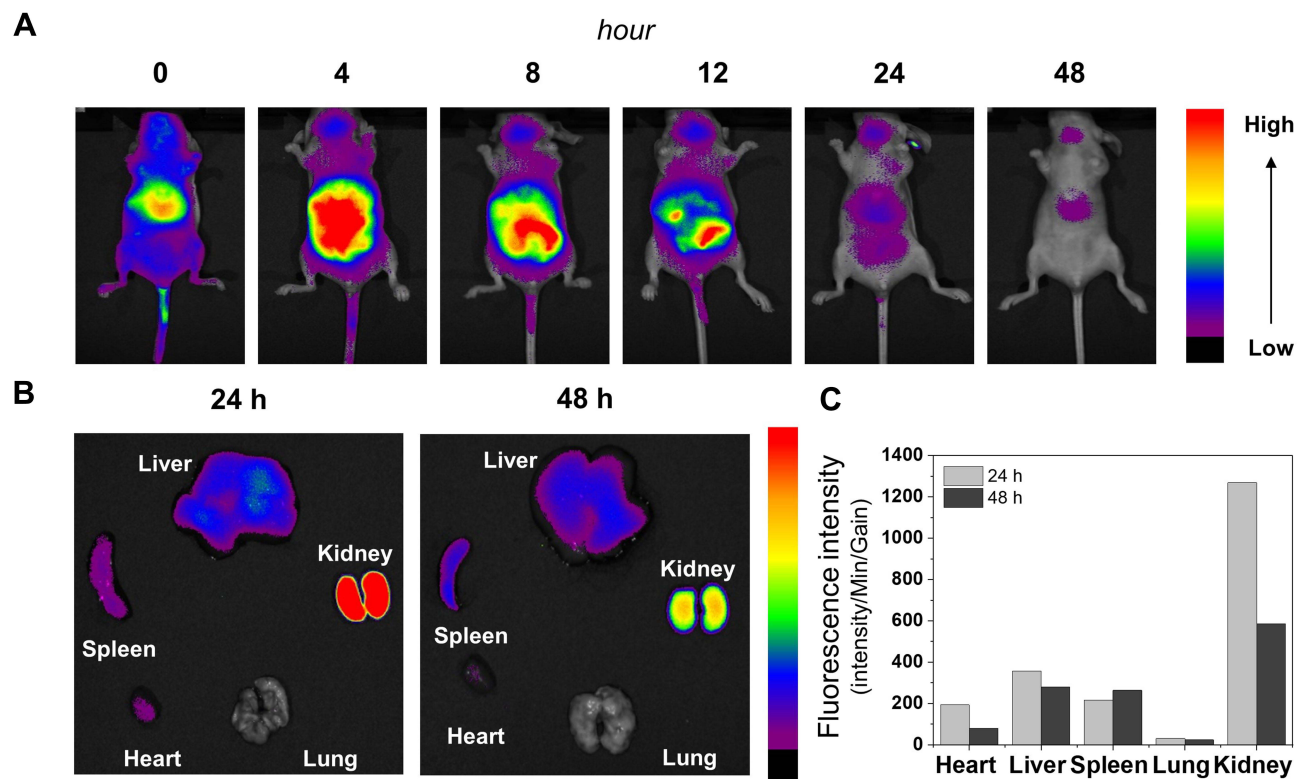 A
hour
0 4 8 12 24 48
High
Low
B
24 h 48 h
Liver
Kidney
Spleen
Heart Lung
Liver
Kidney
Spleen
Heart Lung
C
Fluorescence intensity
(intensity/Min/Gain)
1400
1200
1000
800
600
400
200
0
24 h
48 h
Heart Liver Spleen Lung Kidney